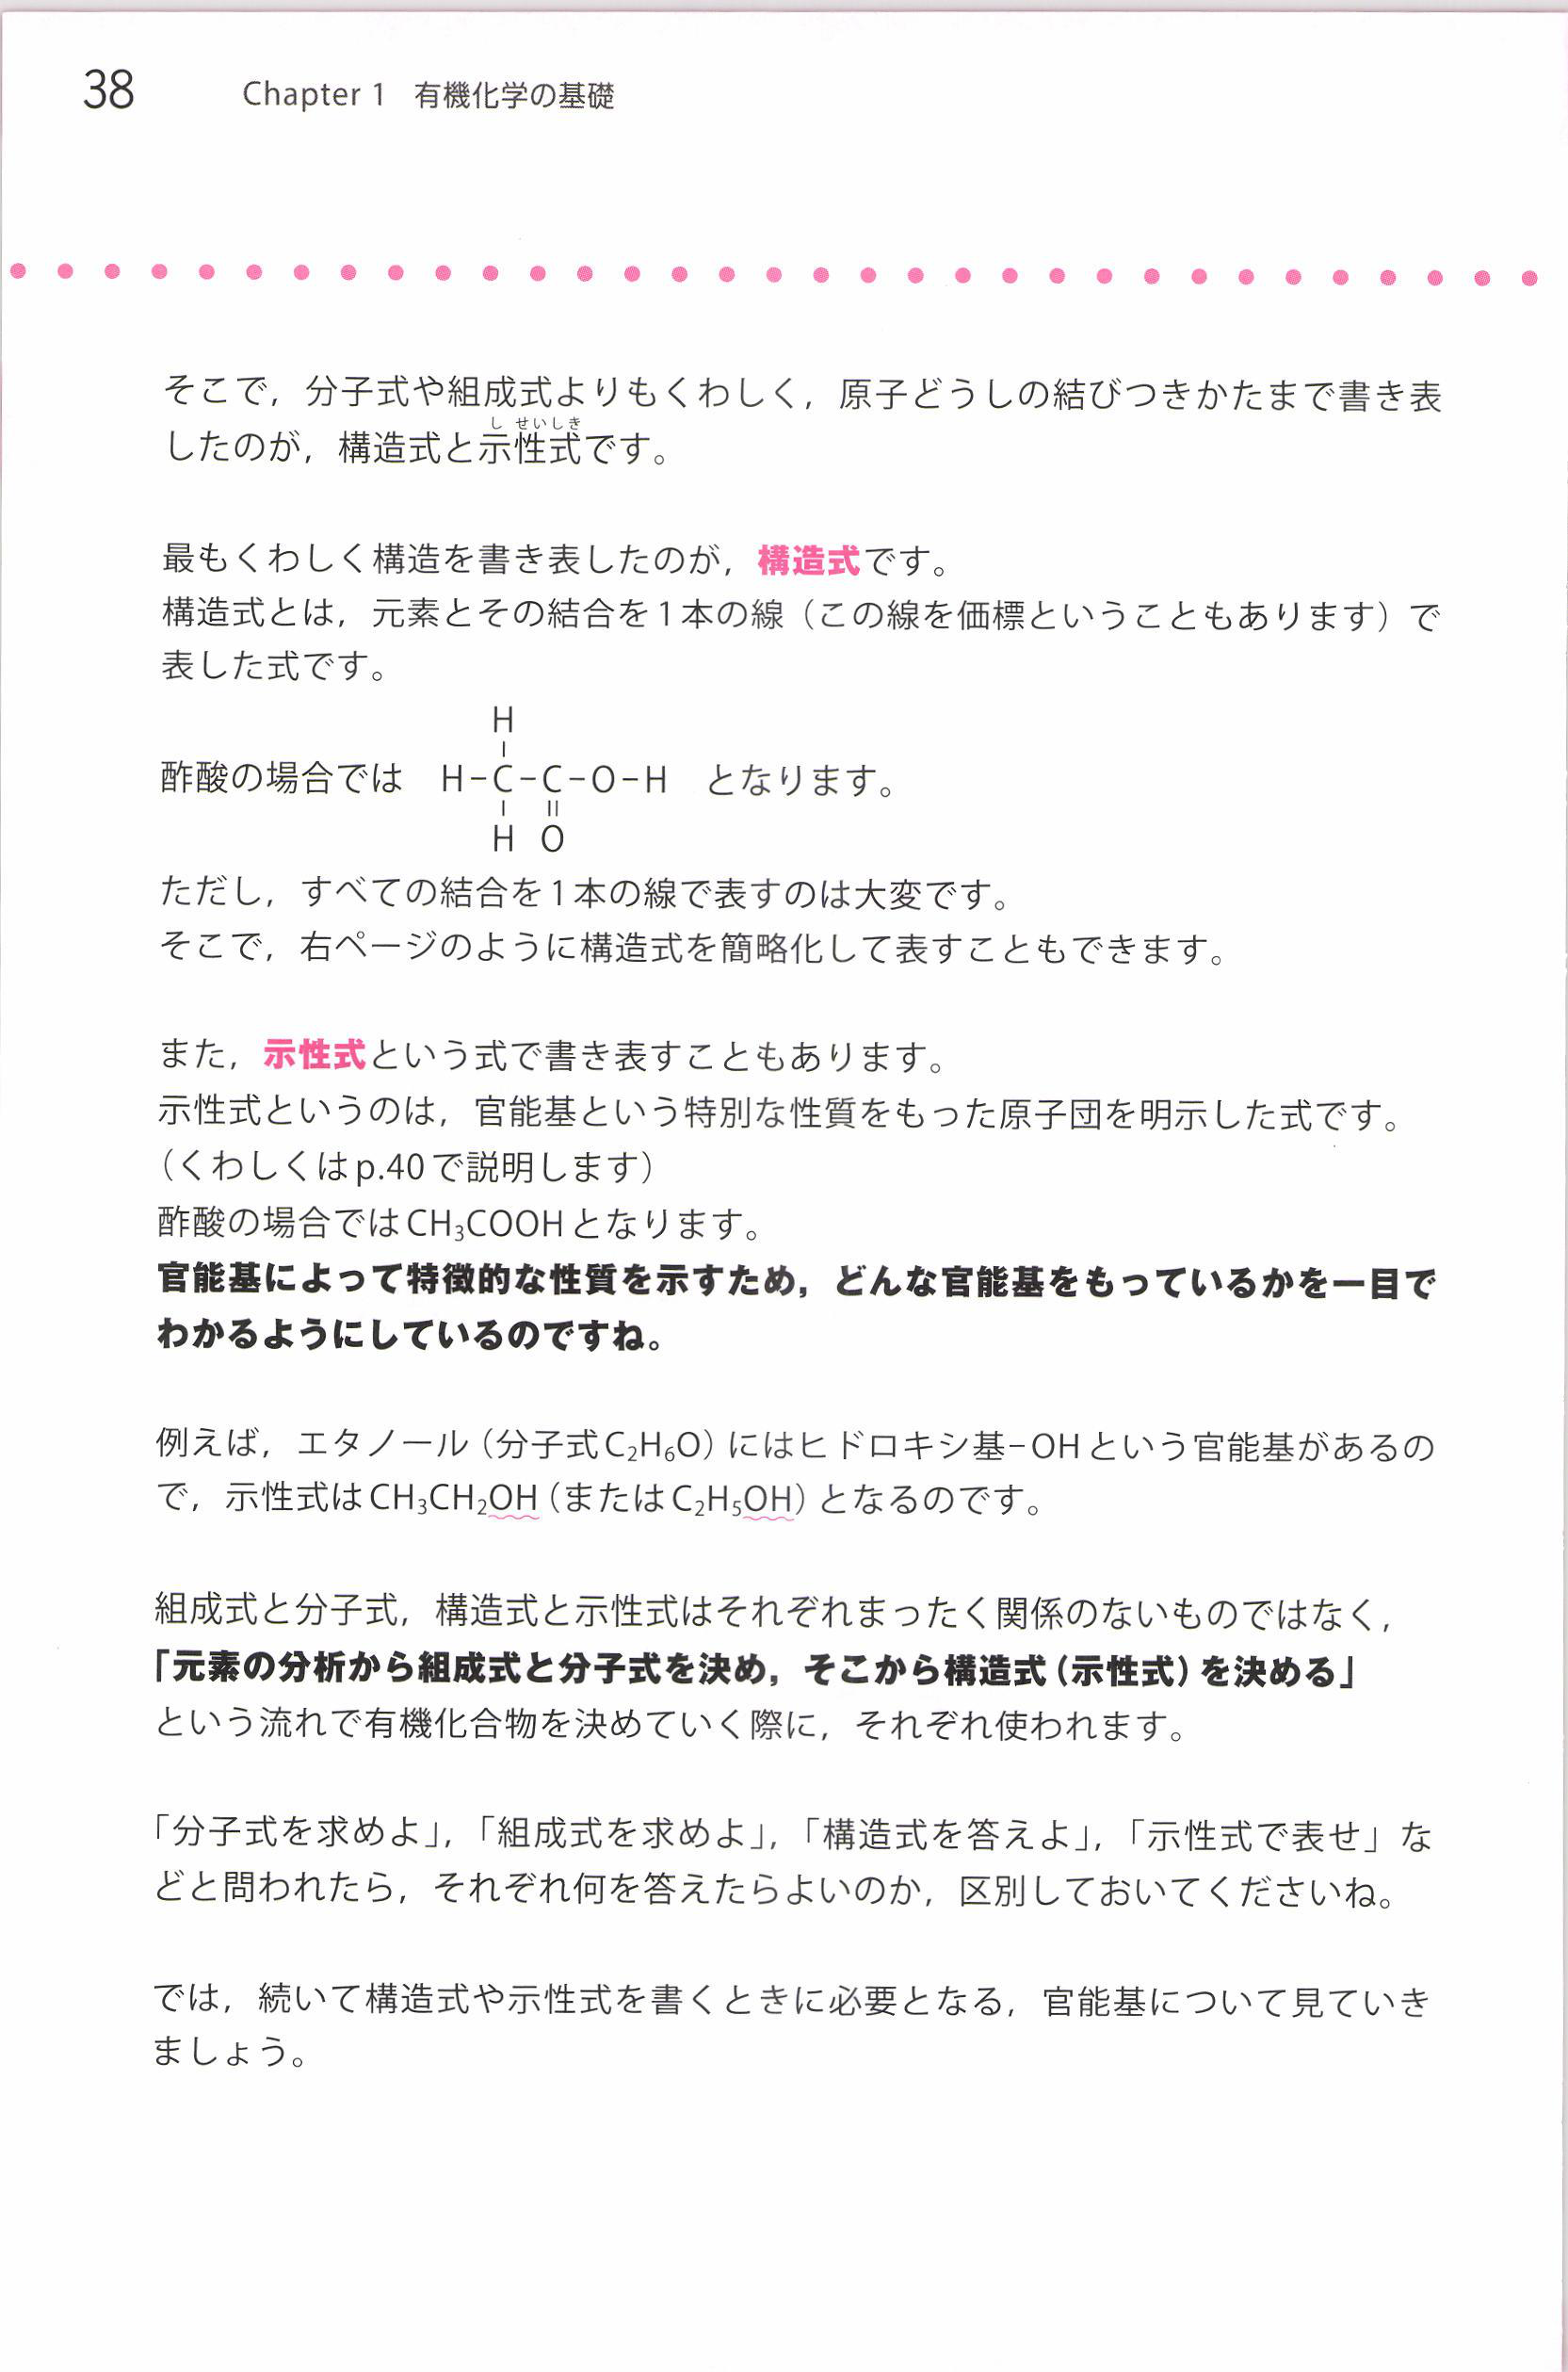 38 Chapter 1 有機化学の基礎
そこで，分子式や組成式よりもくわしく，原子どうしの結びつきかたまで書き表
し せいしき
したのが，構造式と示性式です。
最もくわしく構造を書き表したのが，構造式です。
構造式とは，元素とその結合を1本の線（この線を価標ということもあります）で
表した式です。
H
酢酸の場合では H-C-C-O-H となります。
H O
ただし，すべての結合を1本の線で表すのは大変です。
そこで，右ページのように構造式を簡略化して表すこともできます。
また，示性式という式で書き表すこともあります。
示性式というのは，官能基という特別な性質をもった原子団を明示した式です。
（くわしくはp.40で説明します）
酢酸の場合ではCH₃COOHとなります。
官能基によって特徴的な性質を示すため，どんな官能基をもっているかを一目で
わかるようにしているのですね。
例えば，エタノール（分子式C₂H₆O）にはヒドロキシ基-OHという官能基があるの
で，示性式はCH₃CH₂OH（またはC₂H₅OH）となるのです。
組成式と分子式，構造式と示性式はそれぞれまったく関係のないものではなく，
「元素の分析から組成式と分子式を決め，そこから構造式（示性式）を決める」
という流れで有機化合物を決めていく際に，それぞれ使われます。
「分子式を求めよ」，「組成式を求めよ」，「構造式を答えよ」，「示性式で表せ」な
どと問われたら，それぞれ何を答えたらよいのか，区別しておいてくださいね。
では，続いて構造式や示性式を書くときに必要となる，官能基について見ていき
ましょう。